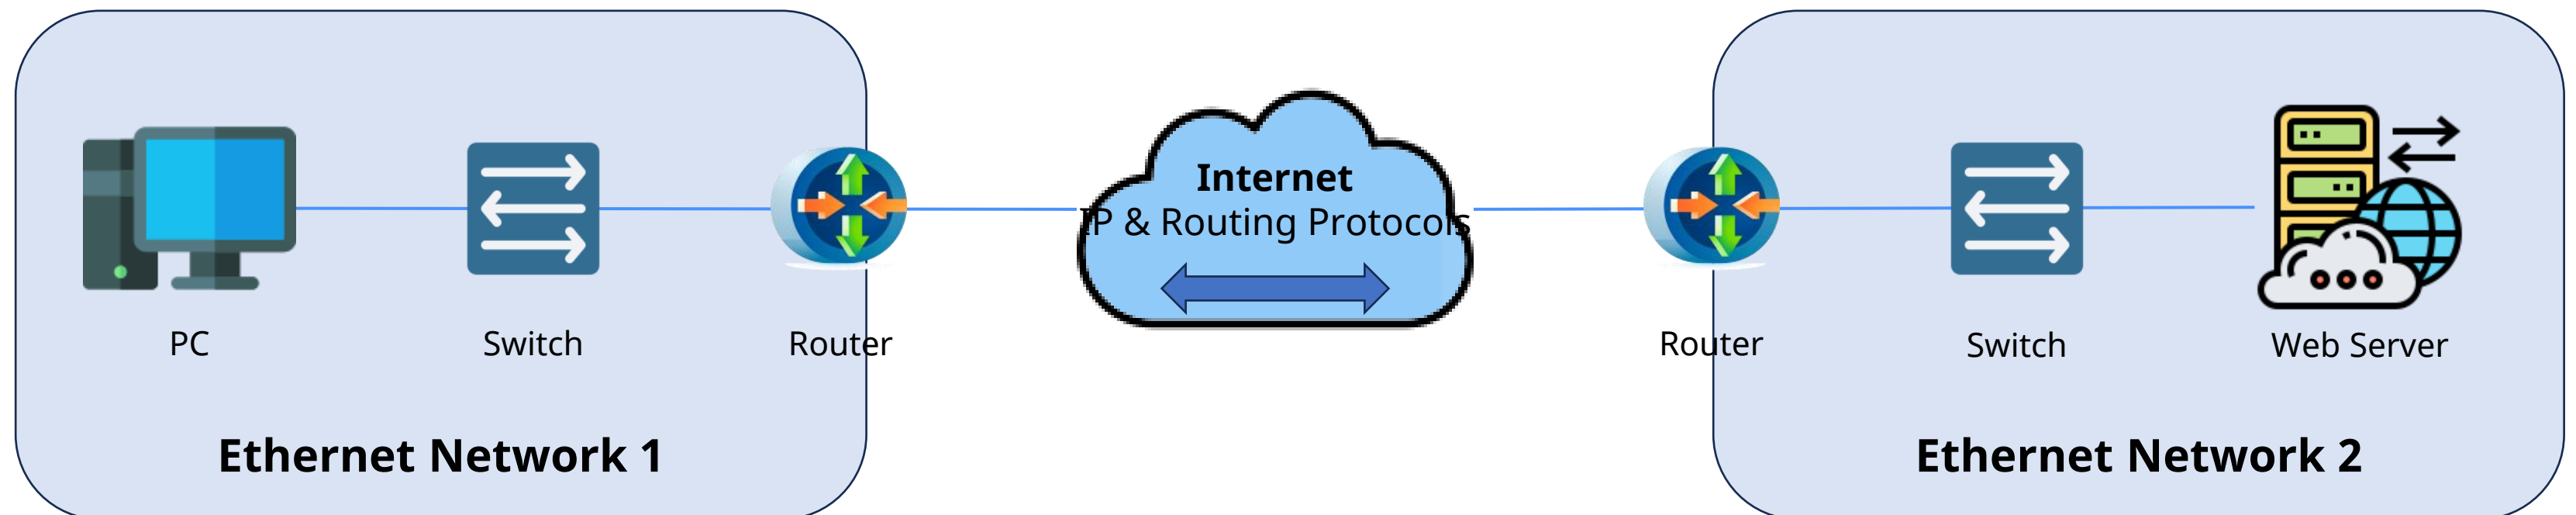 Internet
IP & Routing Protocols
PC
Switch
Router
Router
Switch
Web Server
Ethernet Network 1
Ethernet Network 2